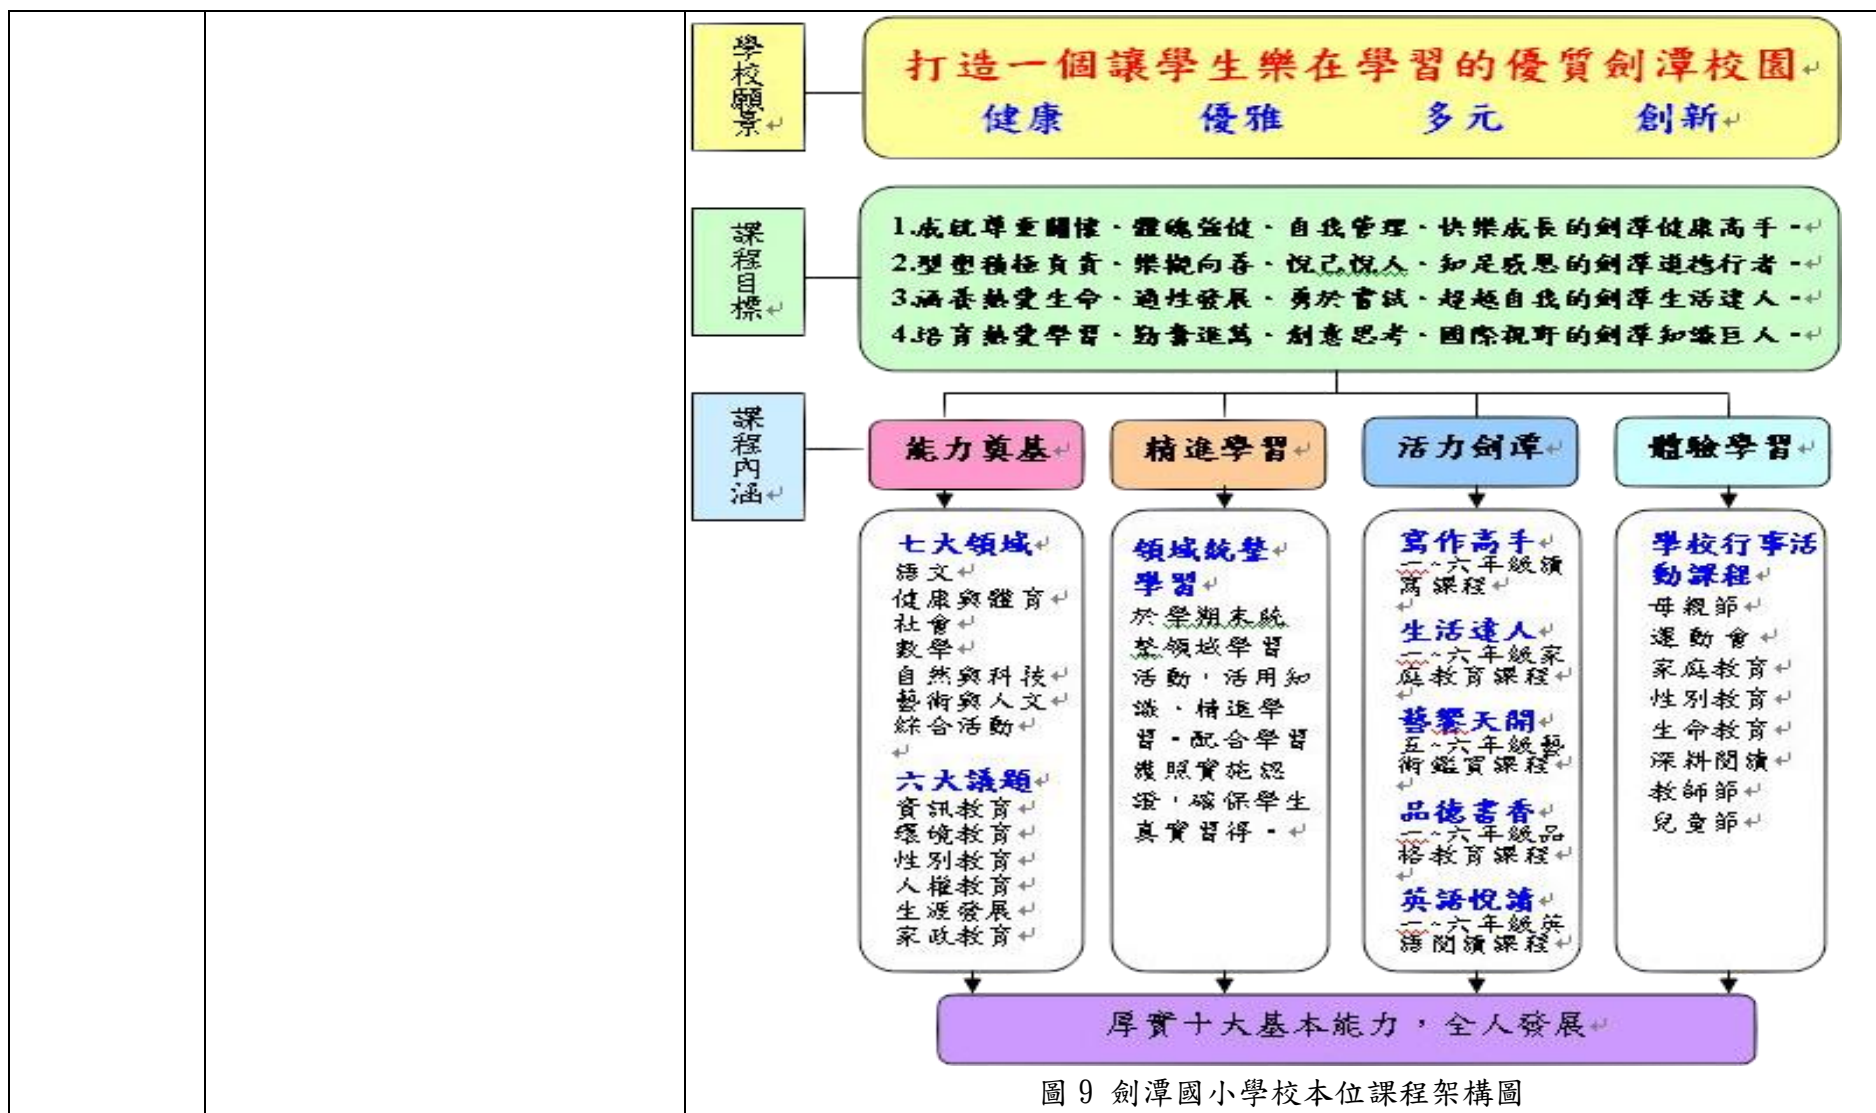 學校願景
打造一個讓學生樂在學習的優質劍潭校園
健康 優雅 多元 創新
課程目標
1.成就尊重關懷、體魄強健、自我管理、快樂成長的劍潭健康高手。
2.型塑積極負責、樂觀向善、悅己悅人、知足感恩的劍潭道德行者。
3.涵養熱愛生命、適性發展、勇於嘗試、超越自我的劍潭生活達人。
4.培育熱愛學習、勤奮進篤、創意思考、國際視野的劍潭知識巨人。
課程內涵
能力奠基
精進學習
活力劍潭
體驗學習
七大領域
語文
健康與體育
社會
數學
自然與科技
藝術與人文
綜合活動
六大議題
資訊教育
環境教育
性別教育
人權教育
生涯發展
家政教育
領域統整
學習
於學期末統
整領域學習
活動，活用知
識、精進學
習。配合學習
護照實施認
證，確保學生
真實習得。
寫作高手
一~六年級讀
寫課程
生活達人
一~六年級家
庭教育課程
藝饗天開
五~六年級藝
術鑑賞課程
品德書香
一~六年級品
格教育課程
英語悅讀
一~六年級英
語閱讀課程
學校行事活
動課程
母親節
運動會
家庭教育
性別教育
生命教育
深耕閱讀
教師節
兒童節
厚實十大基本能力，全人發展
圖 9 劍潭國小學校本位課程架構圖